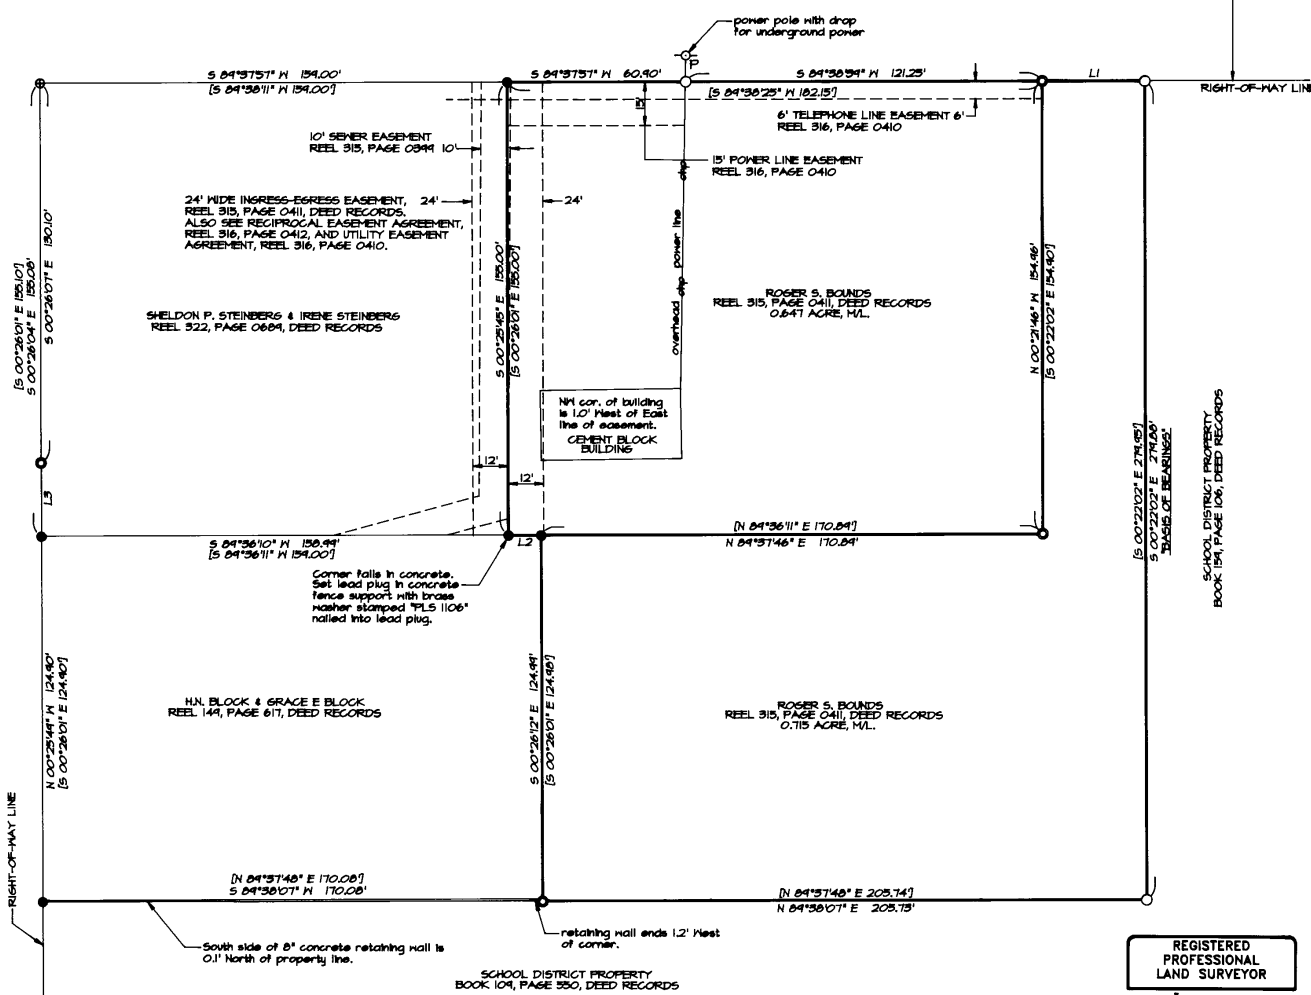 power pole with drop
for underground power
P
S 89°37'57" W 159.00'
[S 89°38'11" W 159.00']
S 89°37'57" W 60.90'
S 89°38'39" W 121.25'
[S 89°38'25" W 182.15']
L1
RIGHT-OF-WAY LINE
15'
6' TELEPHONE LINE EASEMENT 6'
REEL 316, PAGE 0410
10' SEWER EASEMENT
REEL 315, PAGE 0399 10'
15' POWER LINE EASEMENT
REEL 316, PAGE 0410
24' WIDE INGRESS-EGRESS EASEMENT, 24'
REEL 315, PAGE 0411, DEED RECORDS.
ALSO SEE RECIPROCAL EASEMENT AGREEMENT,
REEL 316, PAGE 0412, AND UTILITY EASEMENT
AGREEMENT, REEL 316, PAGE 0410.
24'
[S 00°26'01" E 155.10']
S 00°26'04" E 155.08'
S 00°26'07" E 130.10'
SHELDON P. STEINBERG & IRENE STEINBERG
REEL 322, PAGE 0689, DEED RECORDS
S 00°25'45" E 155.00'
[S 00°26'01" E 155.00']
overhead ohp power line ohp
ROGER S. BOUNDS
REEL 315, PAGE 0411, DEED RECORDS
0.647 ACRE, M/L.
N 00°21'46" W 154.96'
[S 00°22'02" E 154.90']
NW cor. of building
is 1.0' West of East
line of easement.
CEMENT BLOCK
BUILDING
12'
12'
L3
[S 00°22'02" E 279.95']
S 00°22'02" E 279.88'
"BASIS OF BEARINGS"
SCHOOL DISTRICT PROPERTY
BOOK 154, PAGE 106, DEED RECORDS
S 89°36'10" W 158.99'
[S 89°36'11" W 159.00']
L2
[N 89°36'11" E 170.89']
N 89°37'46" E 170.89'
Corner falls in concrete.
Set lead plug in concrete
fence support with brass
washer stamped "PLS 1106"
nailed into lead plug.
N 00°25'49" W 124.90'
[S 00°26'01" E 124.90']
H.N. BLOCK & GRACE E BLOCK
REEL 149, PAGE 617, DEED RECORDS
S 00°26'12" E 124.99'
[S 00°26'01" E 124.98']
ROGER S. BOUNDS
REEL 315, PAGE 0411, DEED RECORDS
0.715 ACRE, M/L.
RIGHT-OF-WAY LINE
[N 89°37'48" E 170.08']
S 89°38'07" W 170.08'
[N 89°37'48" E 205.74']
N 89°38'07" E 205.73'
South side of 8" concrete retaining wall is
0.1' North of property line.
retaining wall ends 1.2' West
of corner.
SCHOOL DISTRICT PROPERTY
BOOK 109, PAGE 550, DEED RECORDS
REGISTERED
PROFESSIONAL
LAND SURVEYOR